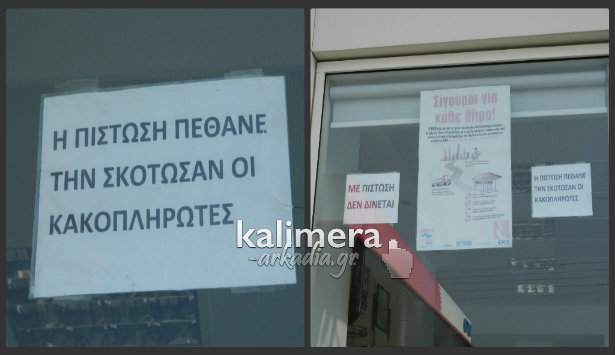 Η ΠΙΣΤΩΣΗ ΠΕΘΑΝΕ
ΤΗΝ ΣΚΟΤΩΣΑΝ ΟΙ
ΚΑΚΟΠΛΗΡΩΤΕΣ
kalimera
-arkadia.gr
Σίγουροι για
κάθε λίτρο!
ΜΕ ΠΙΣΤΩΣΗ
ΔΕΝ ΔΙΝΕΤΑΙ
Η ΠΙΣΤΩΣΗ ΠΕΘΑΝΕ
ΤΗΝ ΣΚΟΤΩΣΑΝ ΟΙ
ΚΑΚΟΠΛΗΡΩΤΕΣ
EKO